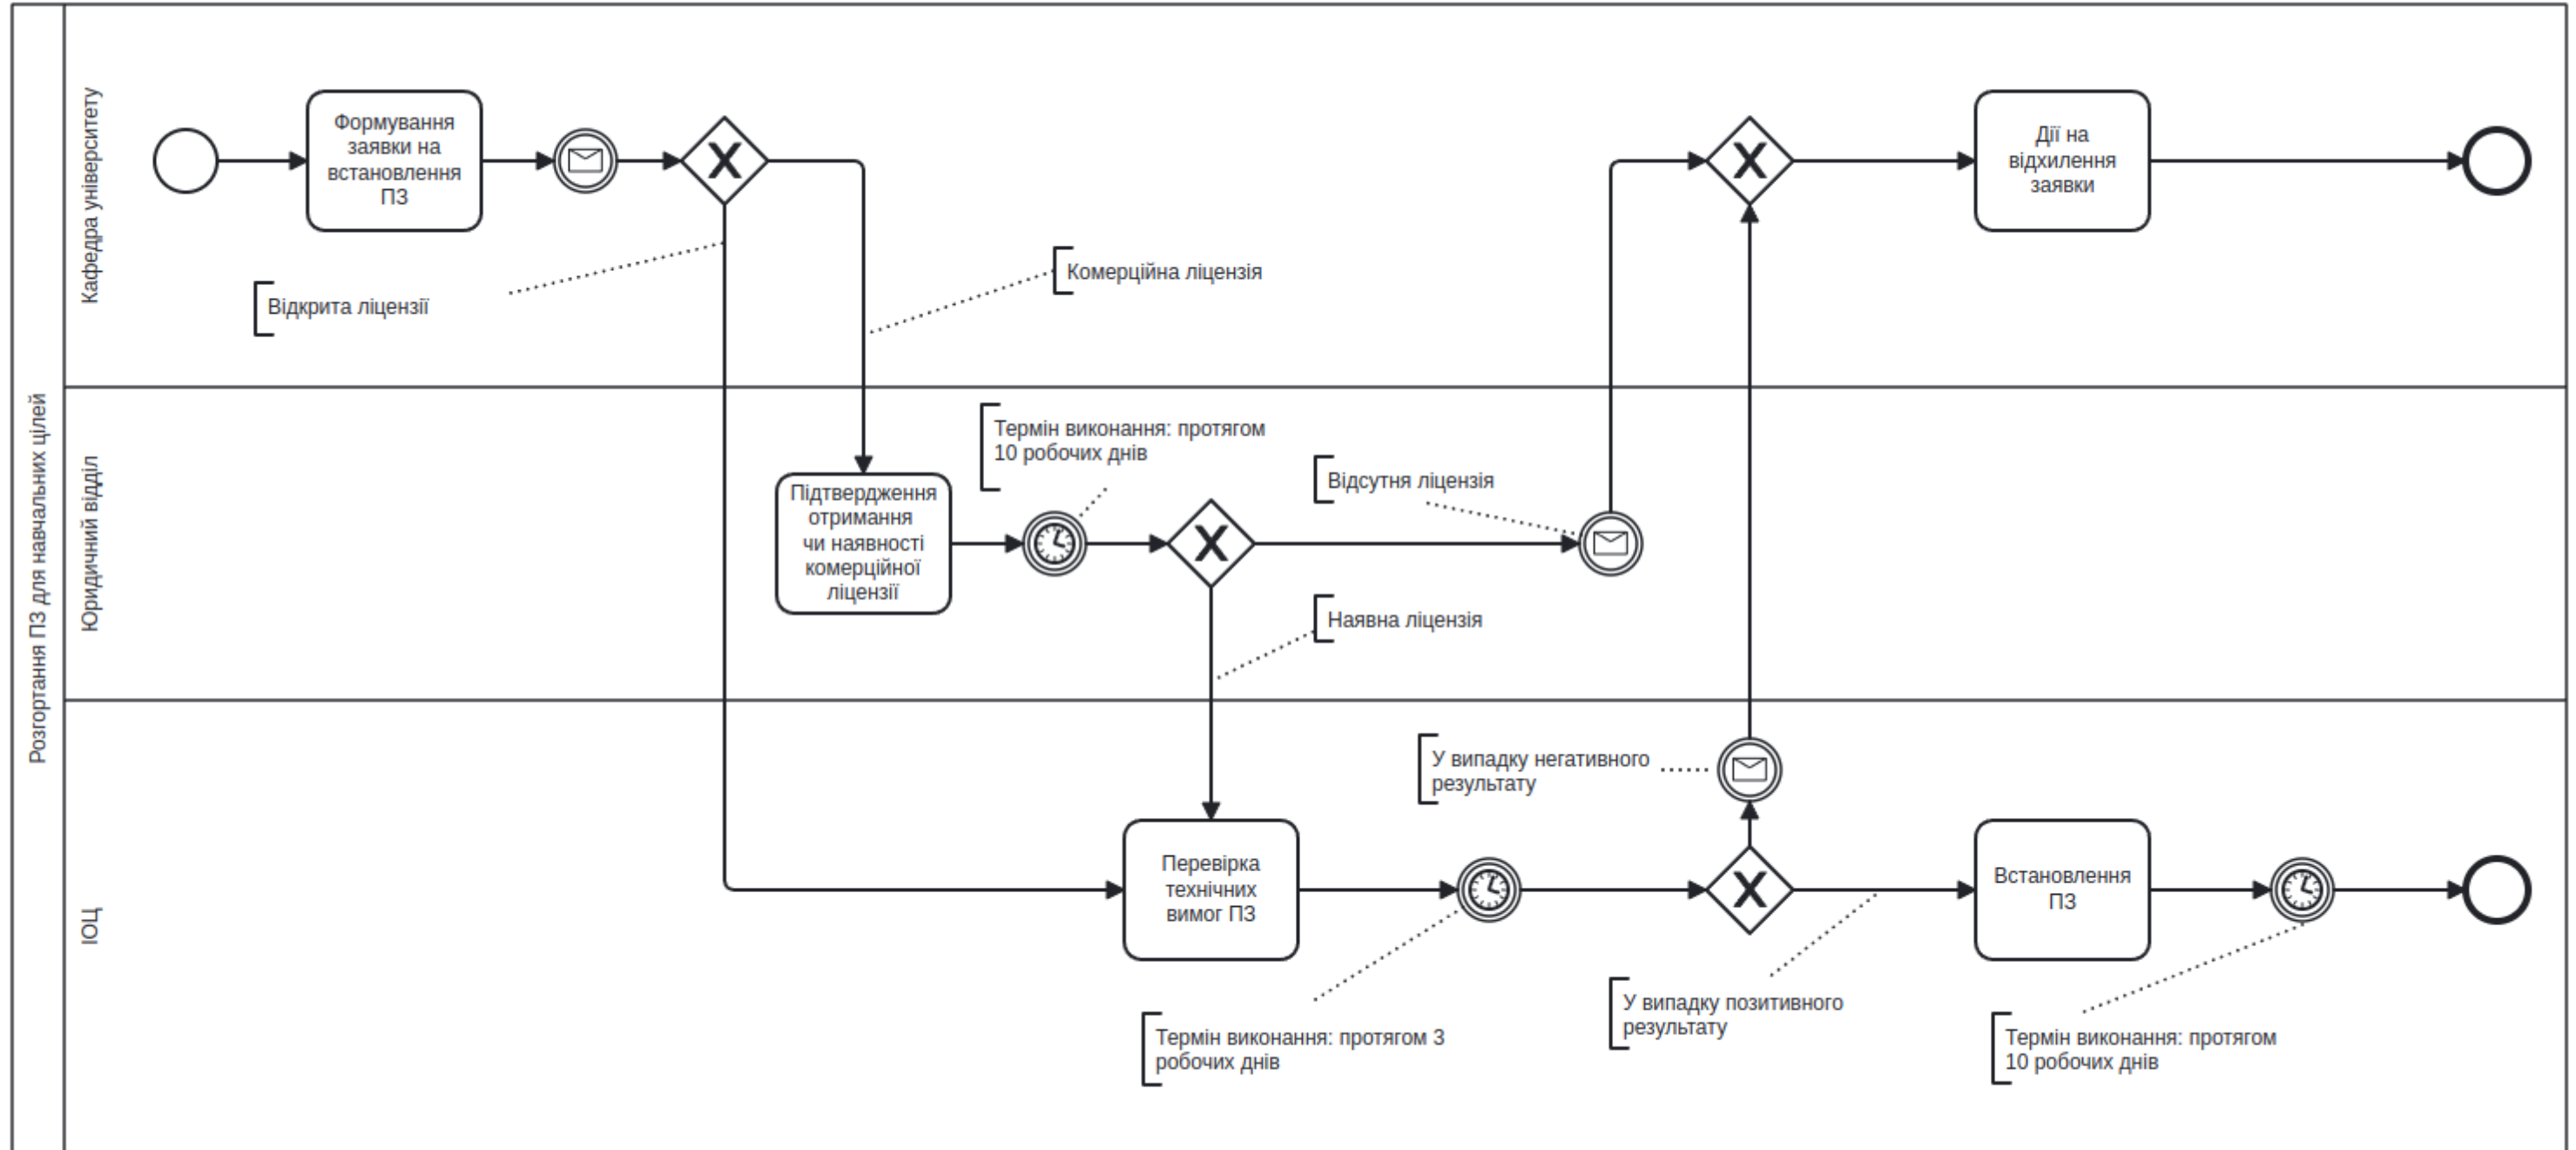 Розгортання ПЗ для навчальних цілей
Кафедра університету
Формування
заявки на
встановлення
ПЗ
Дії на
відхилення
заявки
Відкрита ліцензії
Комерційна ліцензія
Юридичний відділ
Підтвердження
отримання
чи наявності
комерційної
ліцензії
Термін виконання: протягом
10 робочих днів
Відсутня ліцензія
Наявна ліцензія
ІОЦ
У випадку негативного
результату
Перевірка
технічних
вимог ПЗ
Встановлення
ПЗ
Термін виконання: протягом 3
робочих днів
У випадку позитивного
результату
Термін виконання: протягом
10 робочих днів